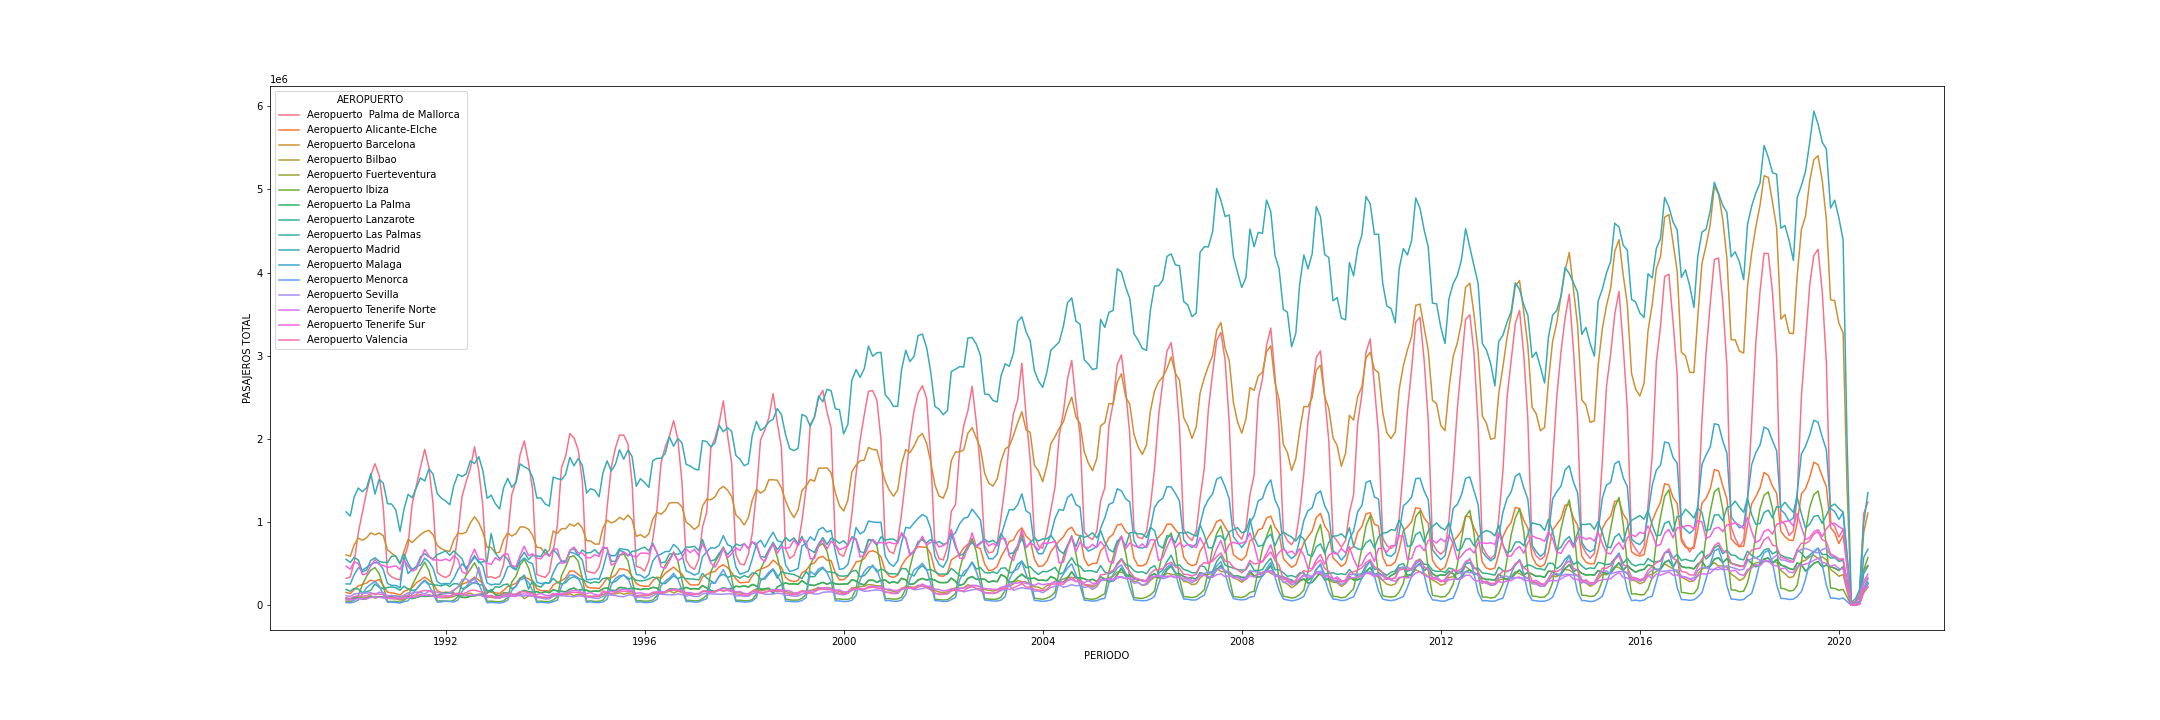 1e6
AEROPUERTO
Aeropuerto  Palma de Mallorca
Aeropuerto Alicante-Elche
Aeropuerto Barcelona
Aeropuerto Bilbao
Aeropuerto Fuerteventura
Aeropuerto Ibiza
Aeropuerto La Palma
Aeropuerto Lanzarote
Aeropuerto Las Palmas
Aeropuerto Madrid
Aeropuerto Malaga
Aeropuerto Menorca
Aeropuerto Sevilla
Aeropuerto Tenerife Norte
Aeropuerto Tenerife Sur
Aeropuerto Valencia
6
5
4
3
2
1
0
PASAJEROS TOTAL
1992
1996
2000
2004
2008
2012
2016
2020
PERIODO